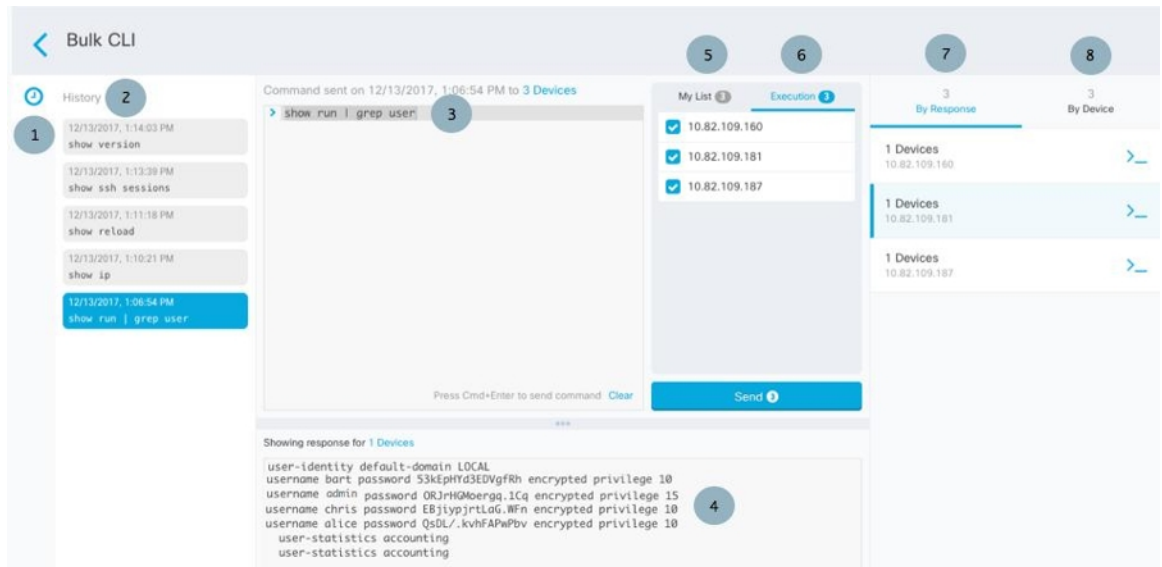 Bulk CLI
5
6
7
8
History
2
1
12/13/2017, 1:14:03 PM
show version
12/13/2017, 1:13:39 PM
show ssh sessions
12/13/2017, 1:11:18 PM
show reload
12/13/2017, 1:10:21 PM
show ip
12/13/2017, 1:06:54 PM
show run | grep user
Command sent on 12/13/2017, 1:06:54 PM to 3 Devices
> show run | grep user
3
Press Cmd+Enter to send command Clear
My List 3
Execution 3
10.82.109.160
10.82.109.181
10.82.109.187
Send 3
3
By Response
3
By Device
1 Devices
10.82.109.160
>_
1 Devices
10.82.109.181
>_
1 Devices
10.82.109.187
>_
Showing response for 1 Devices
user-identity default-domain LOCAL
username bart password 53kEpHYd3EDVgfRh encrypted privilege 10
username admin password ORJrHGMoergq.1Cq encrypted privilege 15
username chris password EBjiypjrtLaG.WFn encrypted privilege 10
username alice password QsDL/.kvhFAPwPbv encrypted privilege 10
user-statistics accounting
user-statistics accounting
4